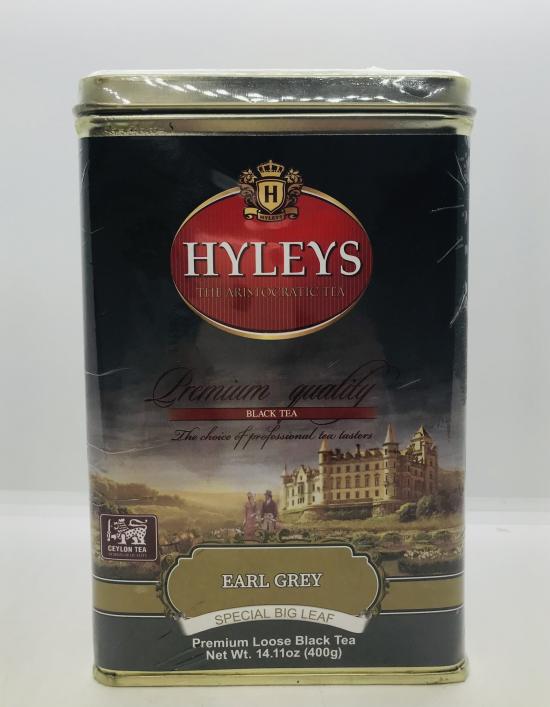 H
HYLEYS
HYLEYS
THE ARISTOCRATIC TEA
Premium quality
BLACK TEA
The choice of professional tea tasters
CEYLON TEA
EARL GREY
SPECIAL BIG LEAF
Premium Loose Black Tea
Net Wt. 14.11oz (400g)